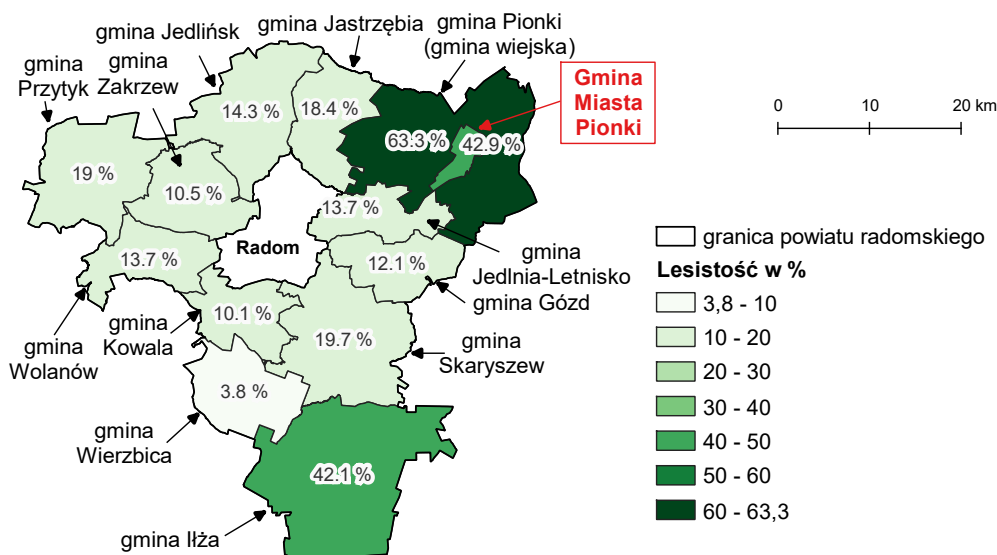 gmina Jastrzębia
gmina Pionki
(gmina wiejska)
gmina Jedlińsk
gmina
Zakrzew
gmina
Przytyk
Gmina
Miasta
Pionki
0
10
20 km
14.3 %
18.4 %
63.3 %
42.9 %
19 %
10.5 %
13.7 %
Radom
13.7 %
12.1 %
gmina
Jedlnia-Letnisko
gmina Gózd
10.1 %
19.7 %
gmina
Kowala
gmina
Wolanów
gmina
Skaryszew
3.8 %
gmina
Wierzbica
42.1 %
gmina Iłża
granica powiatu radomskiego
Lesistość w %
3,8 - 10
10 - 20
20 - 30
30 - 40
40 - 50
50 - 60
60 - 63,3